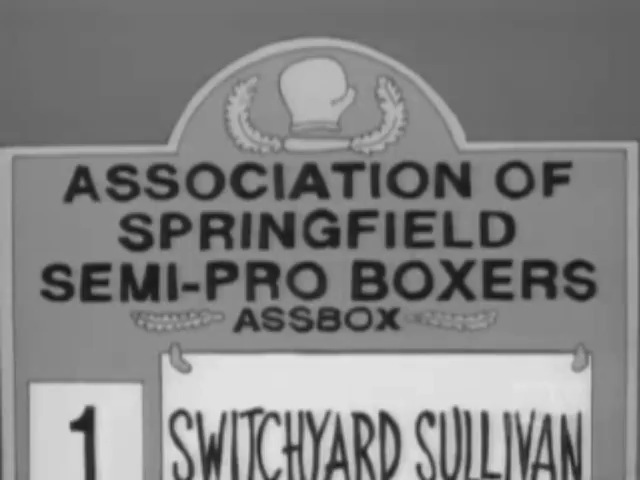 ASSOCIATION OF
SPRINGFIELD
SEMI-PRO BOXERS
ASSBOX
1 SWITCHYARD SULLIVAN